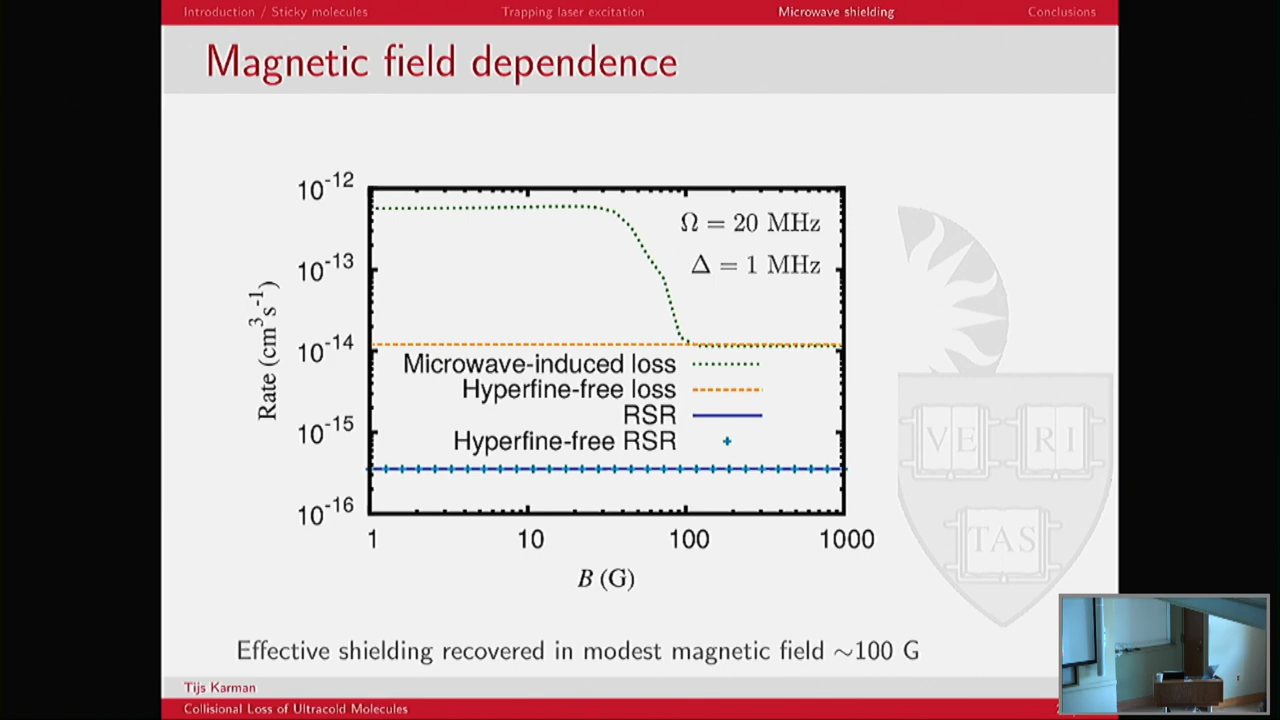 Introduction / Sticky molecules Trapping laser excitation Microwave shielding Conclusions
Magnetic field dependence
10^-12
10^-13
10^-14
10^-15
10^-16
Rate (cm^3 s^-1)
Ω = 20 MHz
Δ = 1 MHz
Microwave-induced loss
Hyperfine-free loss
RSR
Hyperfine-free RSR
1 10 100 1000
B (G)
VE RI
TAS
Effective shielding recovered in modest magnetic field ~100 G
Tijs Karman
Collisional Loss of Ultracold Molecules